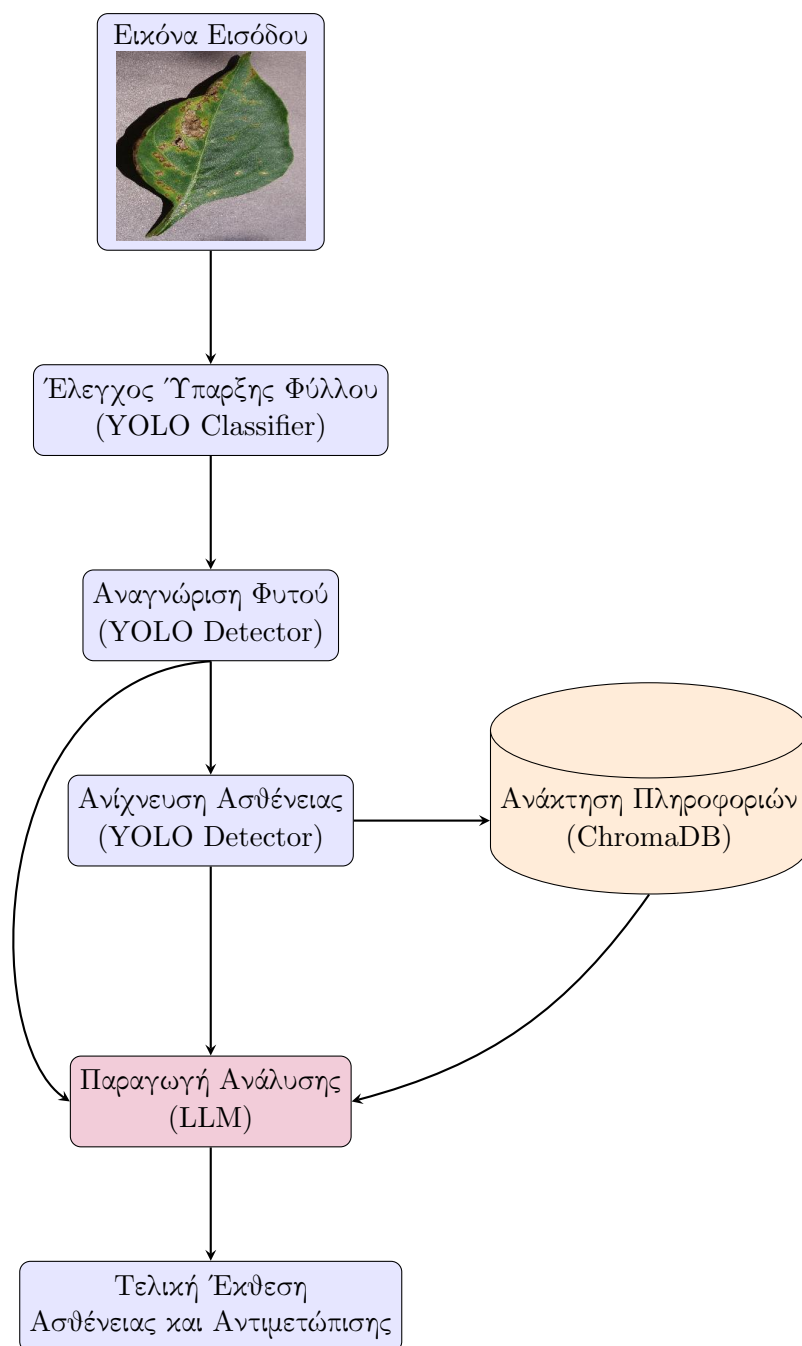 Εικόνα Εισόδου
Έλεγχος Ύπαρξης Φύλλου
(YOLO Classifier)
Αναγνώριση Φυτού
(YOLO Detector)
Ανίχνευση Ασθένειας
(YOLO Detector)
Ανάκτηση Πληροφοριών
(ChromaDB)
Παραγωγή Ανάλυσης
(LLM)
Τελική Έκθεση
Ασθένειας και Αντιμετώπισης